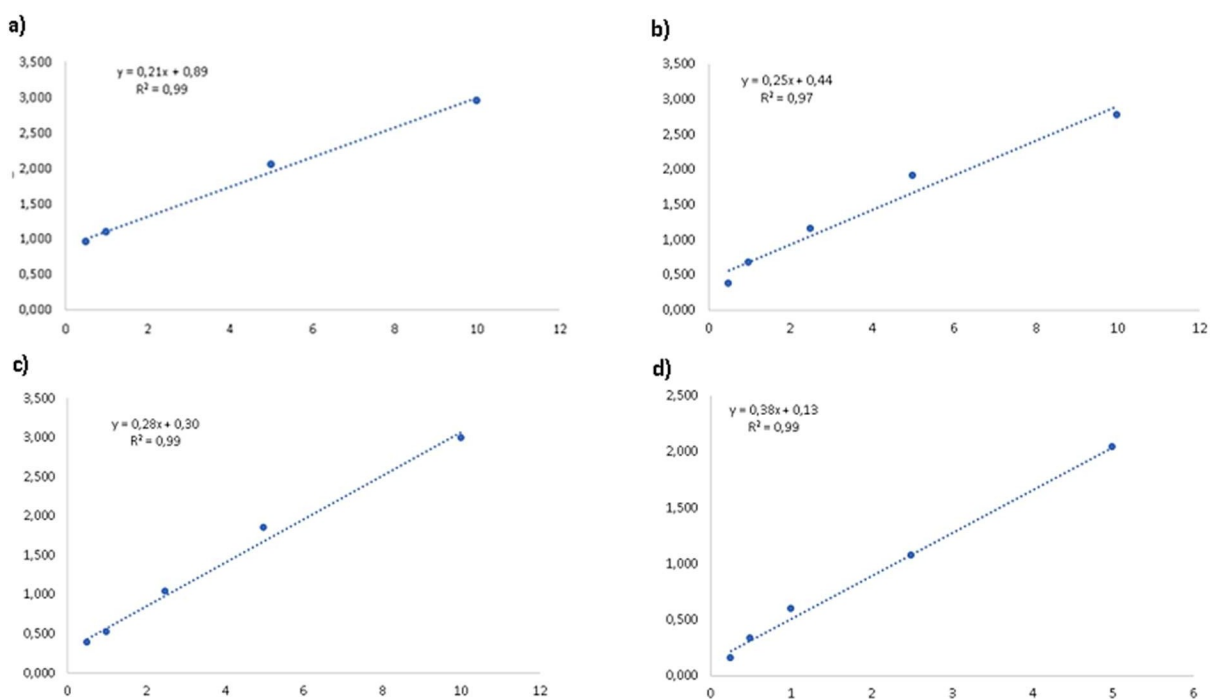 a)
y = 0,21x + 0,89
R² = 0,99
3,500
3,000
2,500
2,000
1,500
1,000
0,500
0,000
0 2 4 6 8 10 12
b)
y = 0,25x + 0,44
R² = 0,97
3,500
3,000
2,500
2,000
1,500
1,000
0,500
0,000
0 2 4 6 8 10 12
c)
y = 0,28x + 0,30
R² = 0,99
3,500
3,000
2,500
2,000
1,500
1,000
0,500
0,000
0 2 4 6 8 10 12
d)
y = 0,38x + 0,13
R² = 0,99
2,500
2,000
1,500
1,000
0,500
0,000
0 1 2 3 4 5 6